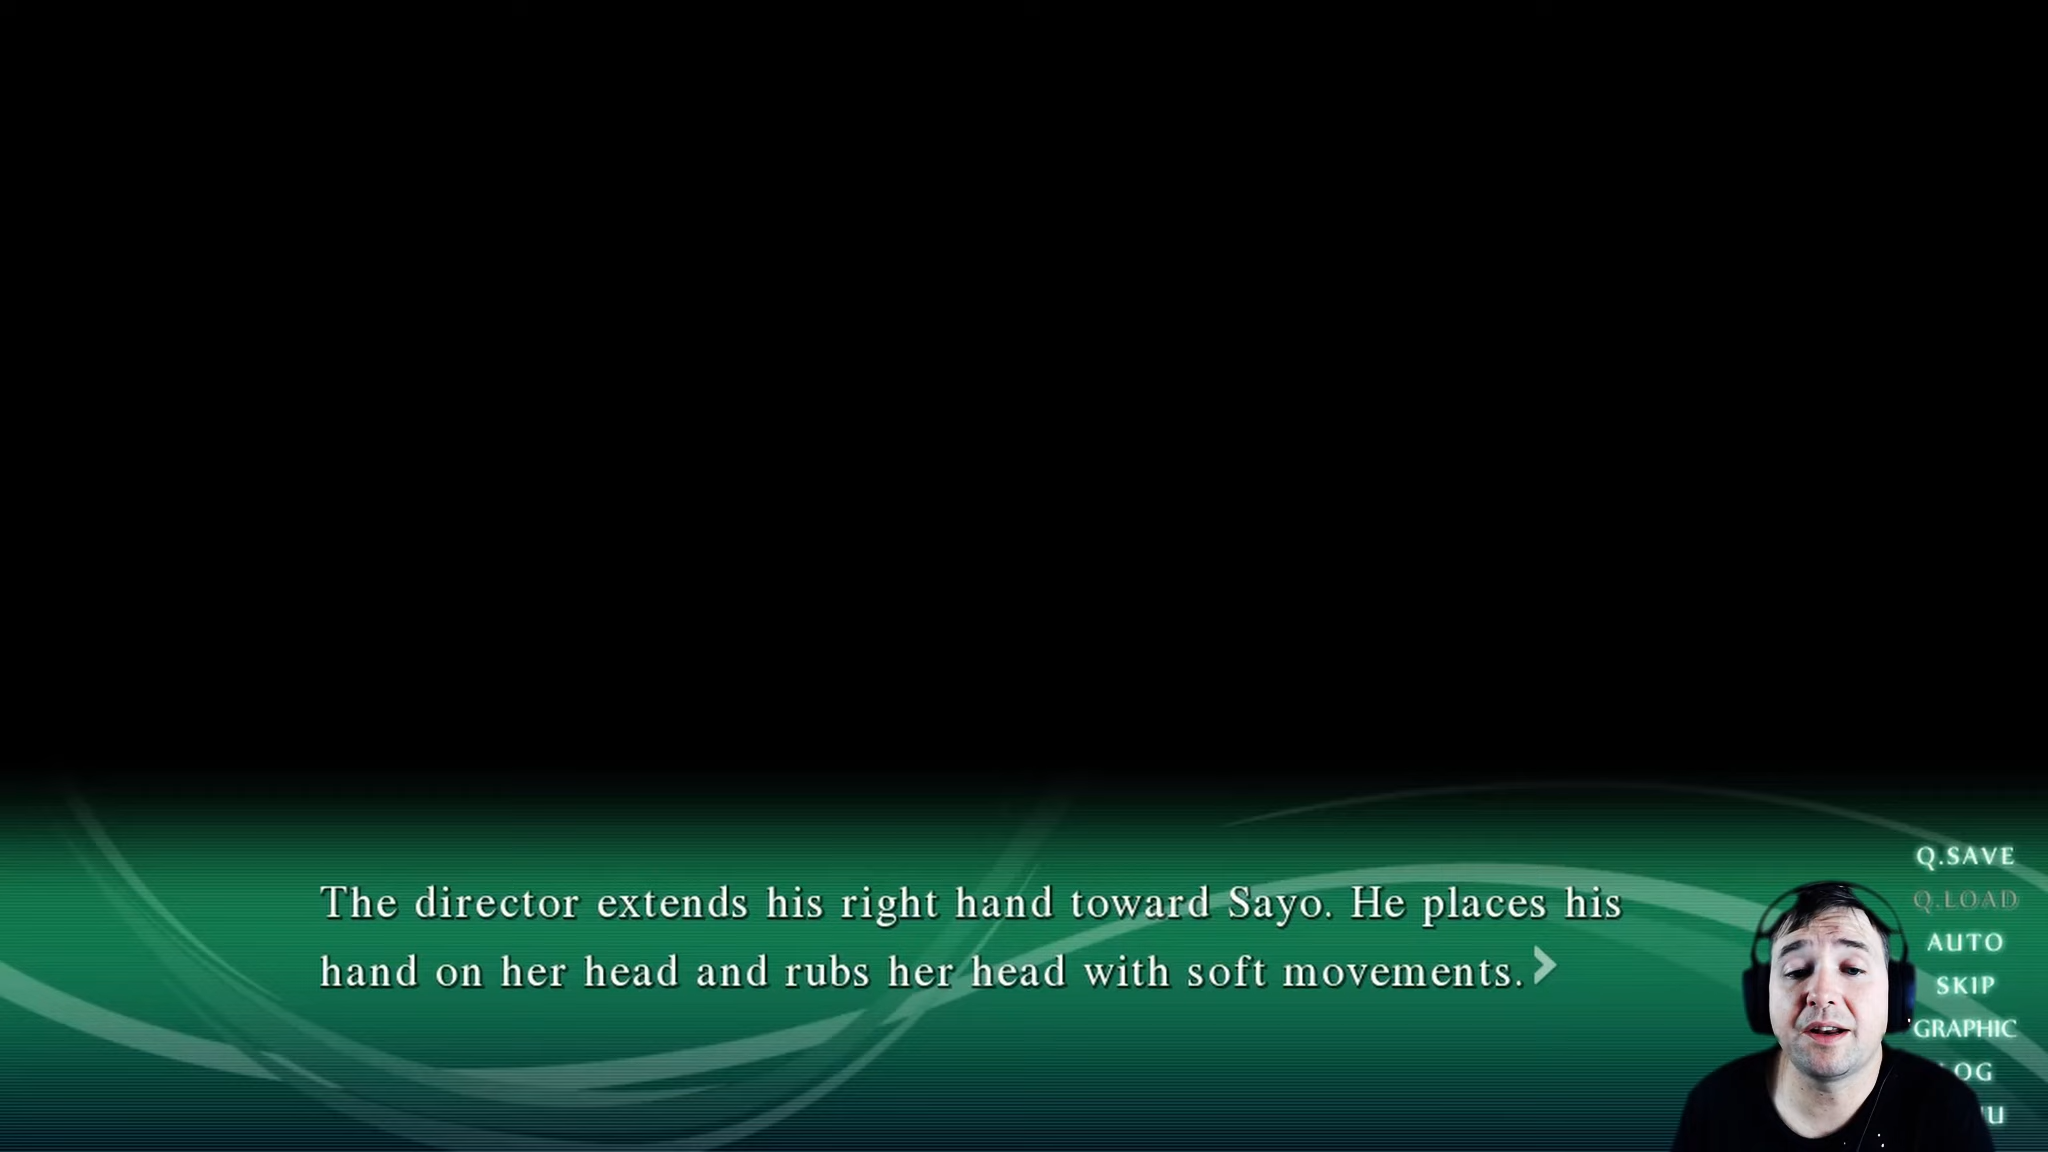 The director extends his right hand toward Sayo. He places his
hand on her head and rubs her head with soft movements.
Q.SAVE
Q.LOAD
AUTO
SKIP
GRAPHIC